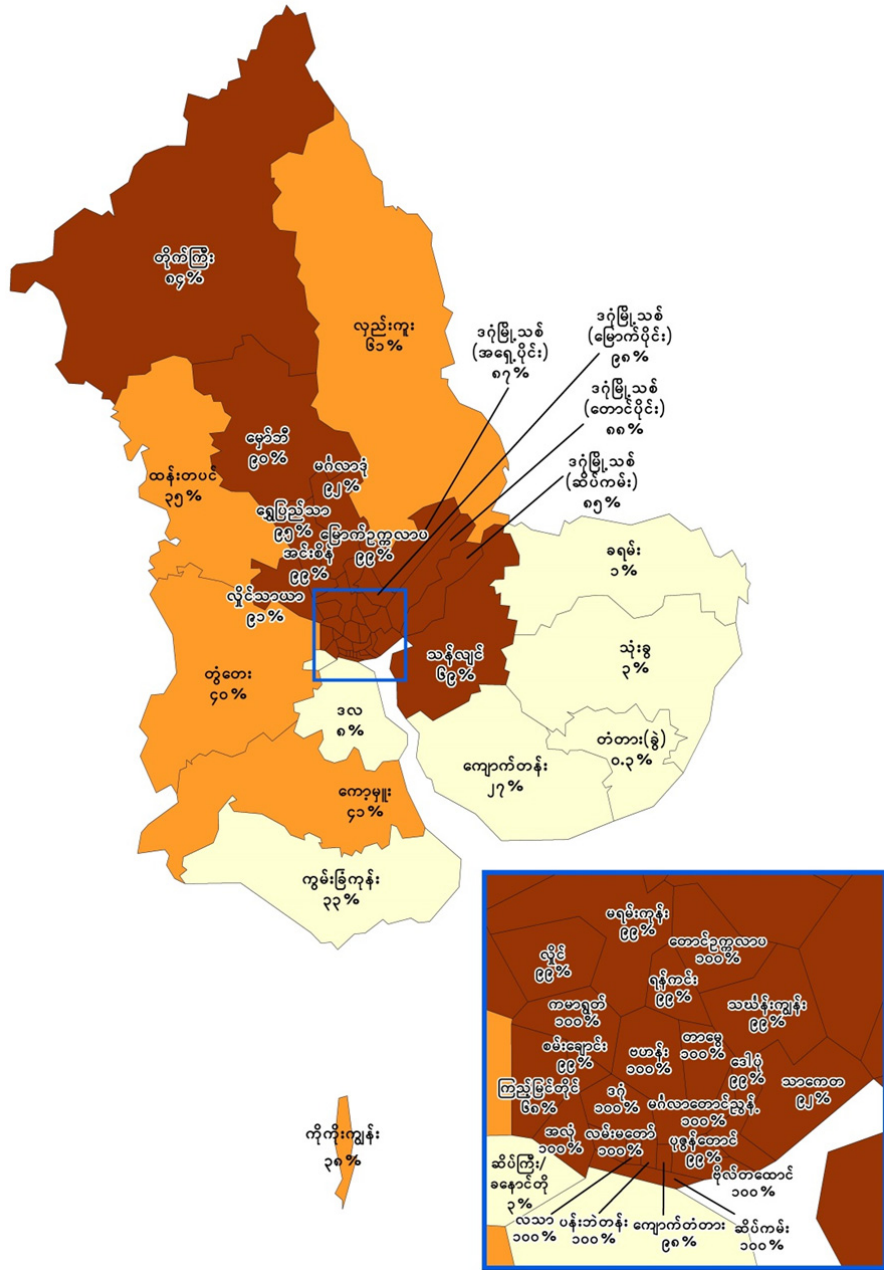 တိုက်ကြီး
၈၄%
လှည်းကူး
၆၁%
ဒဂုံမြို့သစ်
(အရှေ့ပိုင်း)
၈၇%
ဒဂုံမြို့သစ်
(မြောက်ပိုင်း)
၉၈%
ဒဂုံမြို့သစ်
(တောင်ပိုင်း)
၈၈%
ဒဂုံမြို့သစ်
(ဆိပ်ကမ်း)
၈၅%
မှော်ဘီ
၉၀%
မင်္ဂလာဒုံ
၉၂%
ထန်းတပင်
၃၅%
ရွှေပြည်သာ
၉၅%
မြောက်ဥက္ကလာပ
၉၉%
အင်းစိန်
၉၉%
လှိုင်သာယာ
၉၁%
ခရမ်း
၁%
သုံးခွ
၃%
သန်လျင်
၆၉%
တွံတေး
၄၀%
ဒလ
၈%
တံတား(ခွဲ)
၀.၃%
ကျောက်တန်း
၂၇%
ကော့မှူး
၄၁%
ကွမ်းခြံကုန်း
၃၃%
ကိုကိုးကျွန်း
၃၈%
မရမ်းကုန်း
၉၉%
တောင်ဥက္ကလာပ
၁၀၀%
လှိုင်
၉၉%
ရန်ကင်း
၉၉%
သင်္ဃန်းကျွန်း
၉၉%
ကမာရွတ်
၁၀၀%
တာမွေ
၁၀၀%
စမ်းချောင်း
၉၉%
ဗဟန်း
၁၀၀%
ဒေါပုံ
၉၉%
သာကေတ
၉၂%
ကြည့်မြင်တိုင်
၆၈%
ဒဂုံ
၁၀၀%
မင်္ဂလာတောင်ညွန့်
၁၀၀%
အလုံ
၁၀၀%
လမ်းမတော်
၁၀၀%
ပုဇွန်တောင်
၉၉%
ဗိုလ်တထောင်
၁၀၀%
ဆိပ်ကြီး/
ခနောင်တို
၃%
လသာ
၁၀၀%
ပန်းဘဲတန်း
၁၀၀%
ကျောက်တံတား
၉၈%
ဆိပ်ကမ်း
၁၀၀%